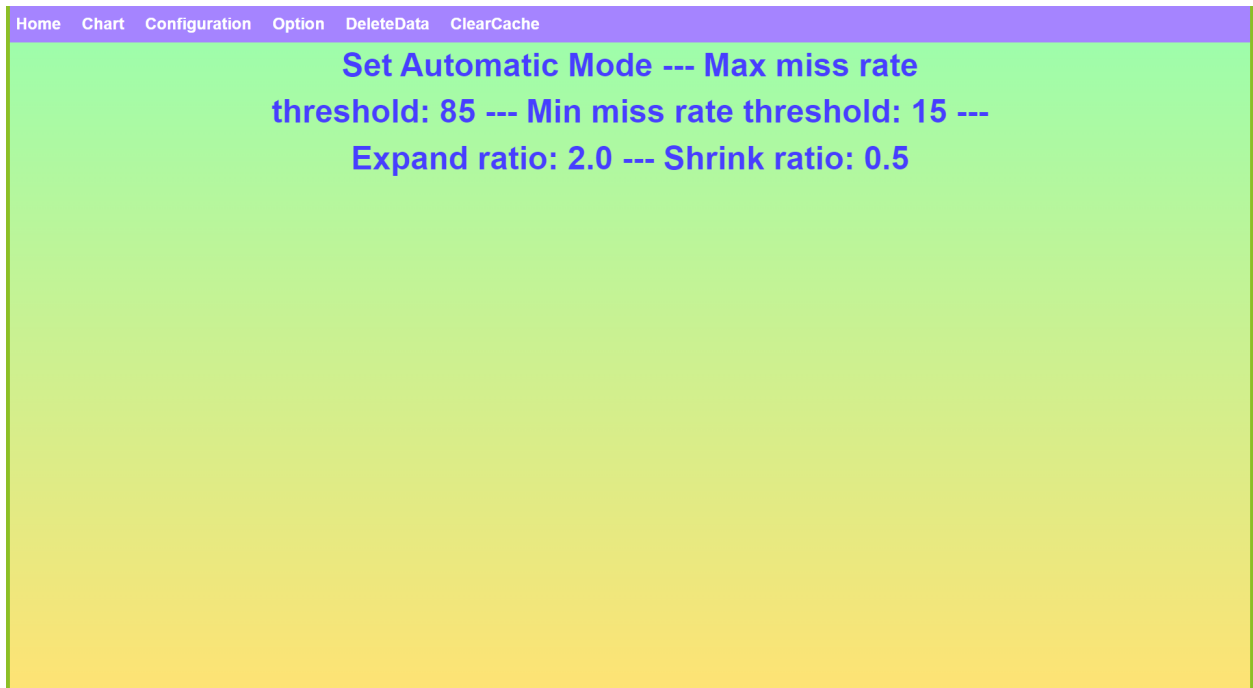 Home Chart Configuration Option DeleteData ClearCache
Set Automatic Mode --- Max miss rate
threshold: 85 --- Min miss rate threshold: 15 ---
Expand ratio: 2.0 --- Shrink ratio: 0.5